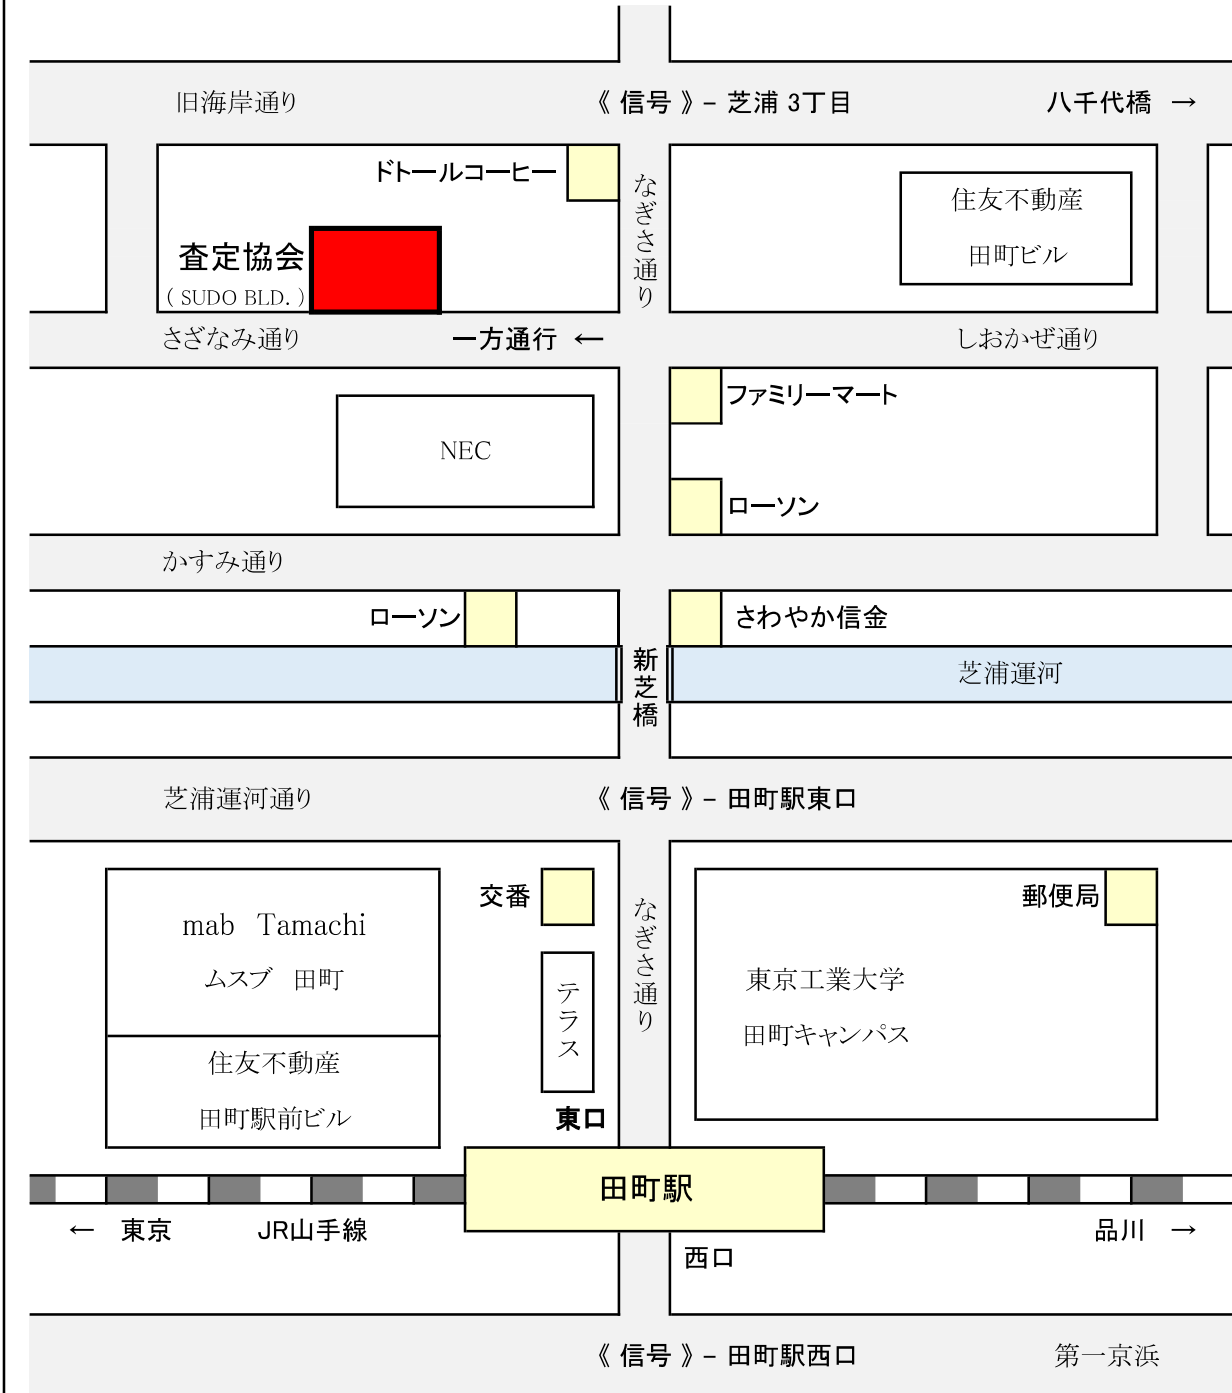 旧海岸通り
《 信号 》－ 芝浦 3丁目
八千代橋 →
ドトールコーヒー
なぎさ通り
住友不動産
田町ビル
査定協会
( SUDO BLD. )
さざなみ通り
一方通行 ←
しおかぜ通り
ファミリーマート
NEC
ローソン
かすみ通り
ローソン
さわやか信金
新芝橋
芝浦運河
芝浦運河通り
《 信号 》－ 田町駅東口
交番
郵便局
mab Tamachi
ムスブ 田町
なぎさ通り
テラス
東京工業大学
田町キャンパス
住友不動産
田町駅前ビル
東口
田町駅
← 東京
JR山手線
品川 →
西口
《 信号 》－ 田町駅西口
第一京浜